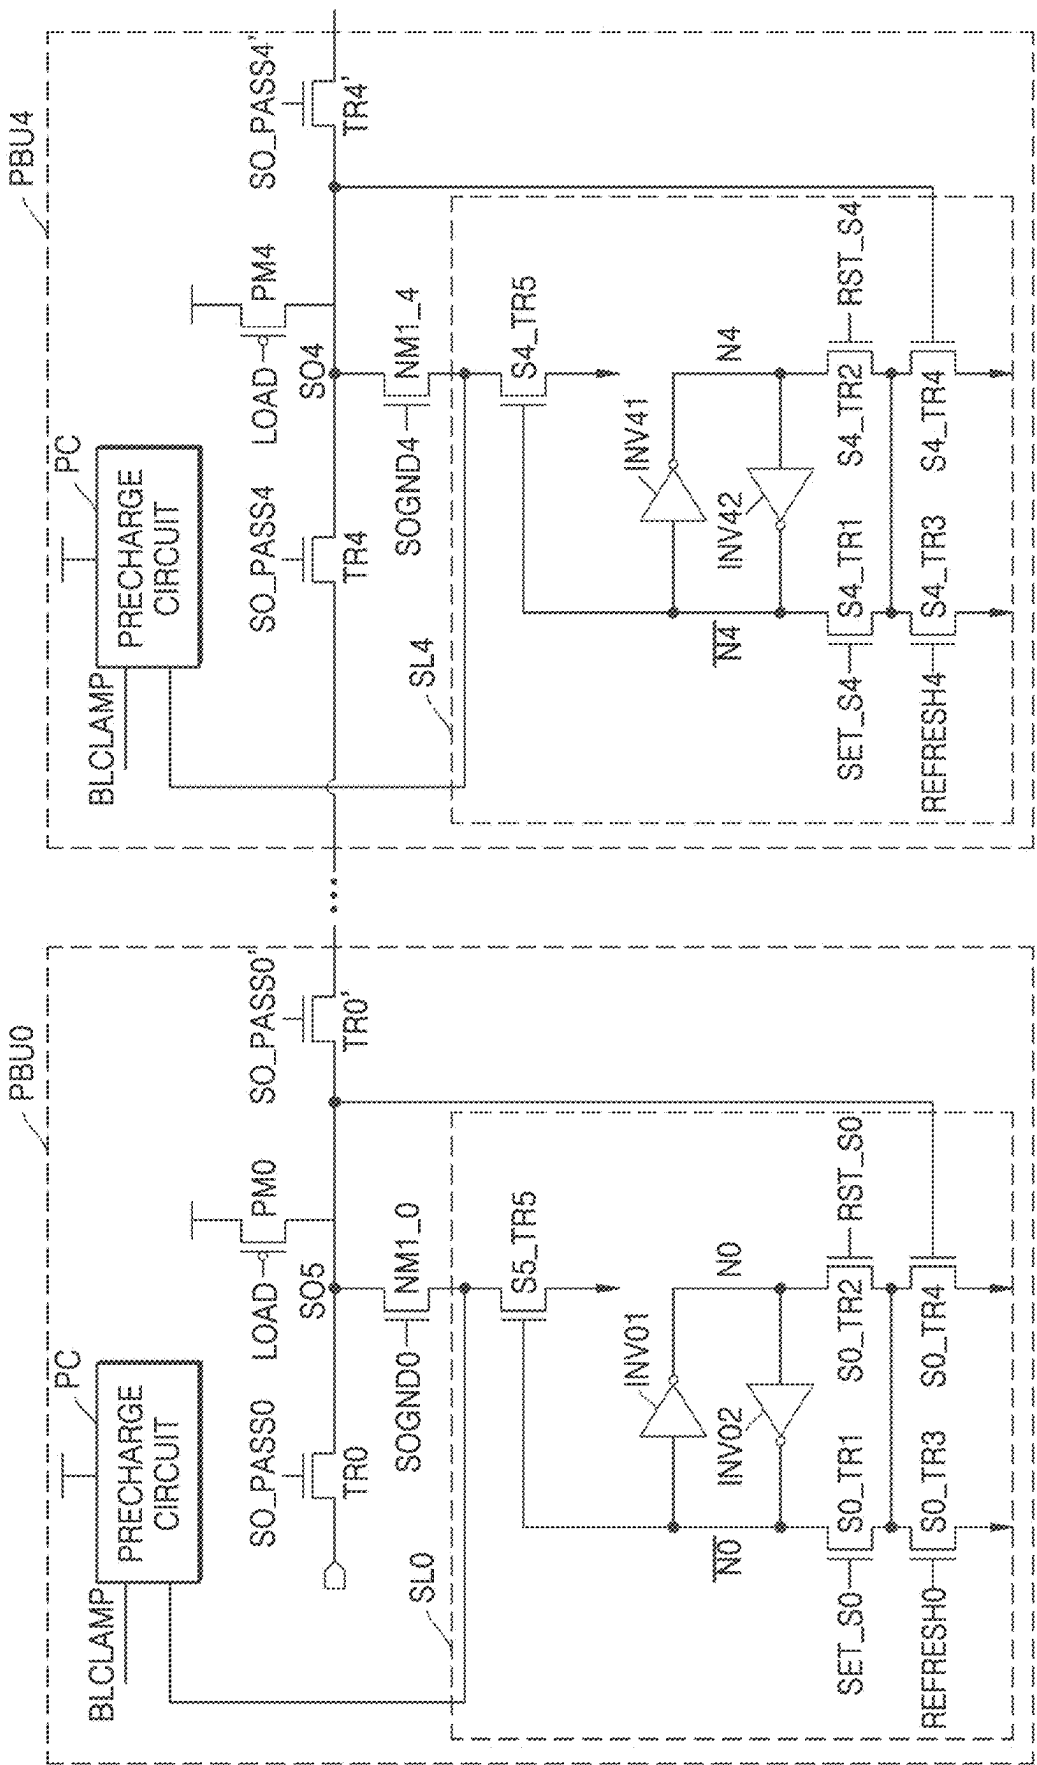 PBU0
BLCLAMP
PRECHARGE
CIRCUIT
PC
SO_PASS0
TR0
LOAD
PM0
SO5
SO_PASS0'
TR0'
SOGND0
NM1_0
SL0
S5_TR5
INV01
INV02
N0
N0
SET_S0
S0_TR1
S0_TR2
RST_S0
REFRESH0
S0_TR3
S0_TR4
...
PBU4
BLCLAMP
PRECHARGE
CIRCUIT
PC
SO_PASS4
TR4
LOAD
PM4
SO4
SO_PASS4'
TR4'
SOGND4
NM1_4
SL4
S4_TR5
INV41
INV42
N4
N4
SET_S4
S4_TR1
S4_TR2
RST_S4
REFRESH4
S4_TR3
S4_TR4